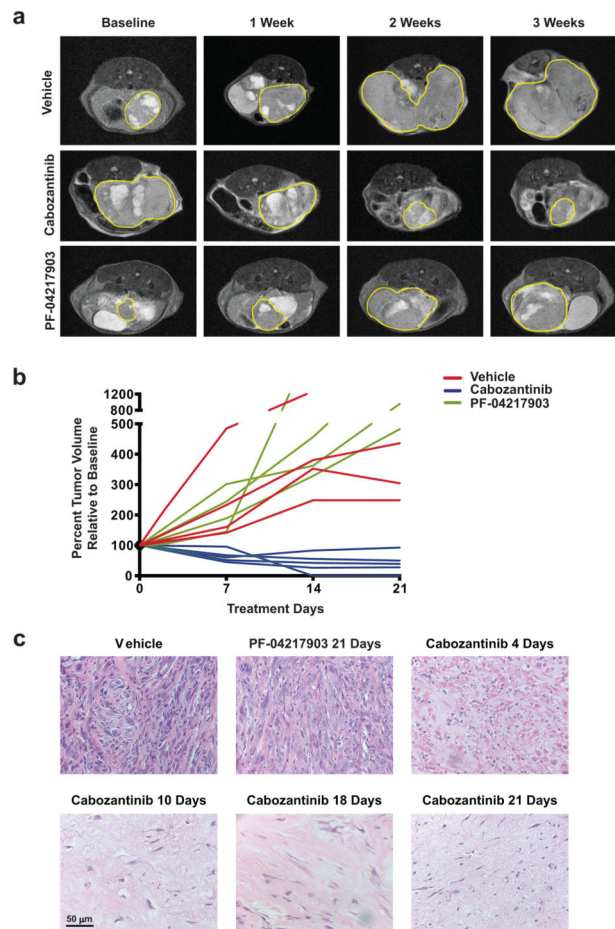 a
Baseline 1 Week 2 Weeks 3 Weeks
Vehicle
Cabozantinib
PF-04217903
b
Percent Tumor Volume
Relative to Baseline
1200
800
500
400
300
200
100
0
0 7 14 21
Treatment Days
Vehicle
Cabozantinib
PF-04217903
c
Vehicle PF-04217903 21 Days Cabozantinib 4 Days
Cabozantinib 10 Days Cabozantinib 18 Days Cabozantinib 21 Days
50 μm